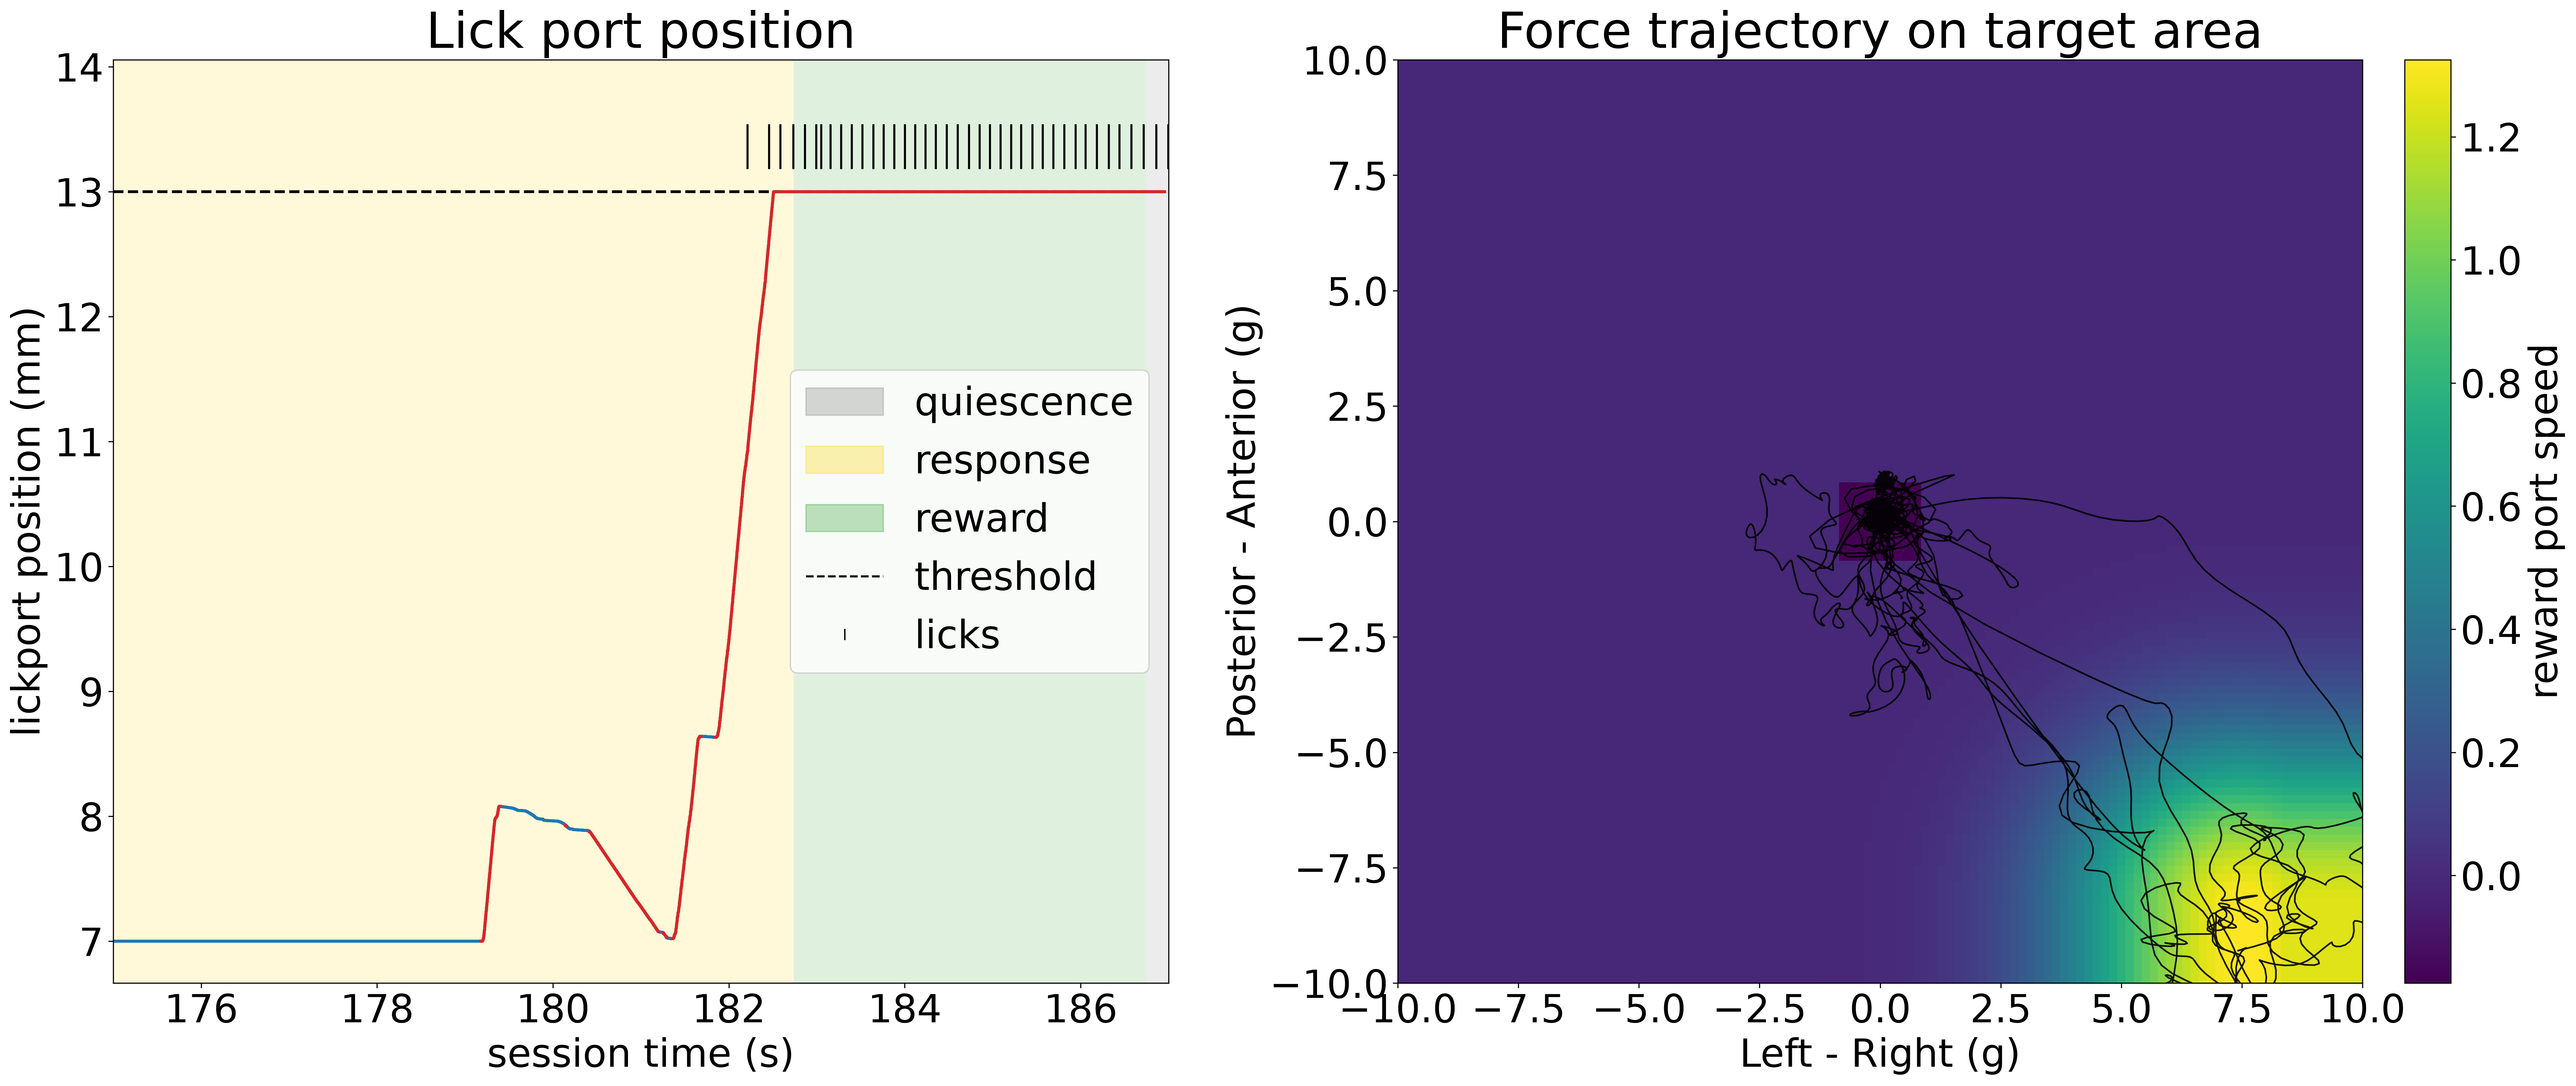 Lick port position
14
13
12
11
10
9
8
7
lickport position (mm)
176 178 180 182 184 186
session time (s)
quiescence
response
reward
threshold
licks
Force trajectory on target area
10.0
7.5
5.0
2.5
0.0
−2.5
−5.0
−7.5
−10.0
Posterior - Anterior (g)
−10.0 −7.5 −5.0 −2.5 0.0 2.5 5.0 7.5 10.0
Left - Right (g)
1.2
1.0
0.8
0.6
0.4
0.2
0.0
reward port speed